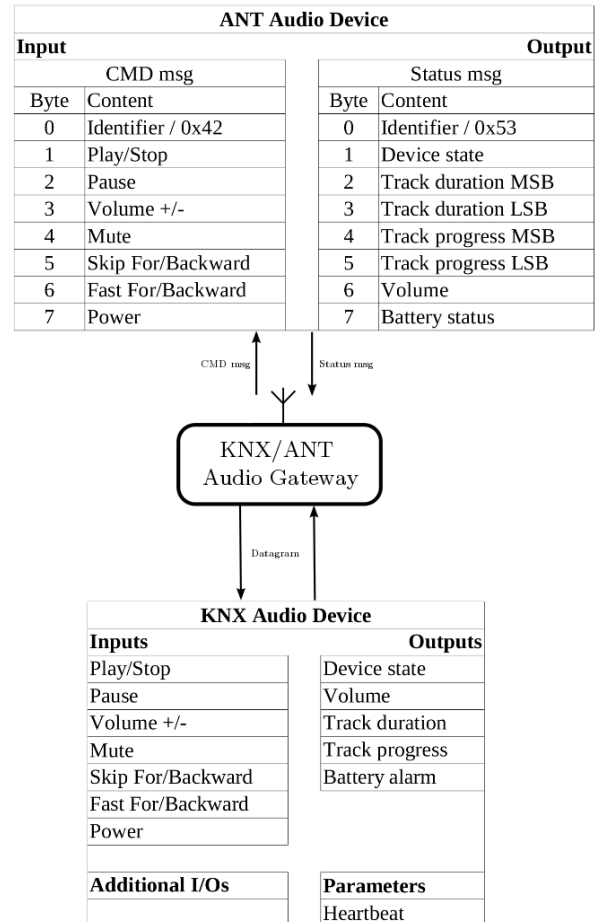 ANT Audio Device
Input Output
CMD msg Status msg
Byte Content Byte Content
0 Identifier / 0x42 0 Identifier / 0x53
1 Play/Stop 1 Device state
2 Pause 2 Track duration MSB
3 Volume +/- 3 Track duration LSB
4 Mute 4 Track progress MSB
5 Skip For/Backward 5 Track progress LSB
6 Fast For/Backward 6 Volume
7 Power 7 Battery status
CMD msg Status msg
KNX/ANT
Audio Gateway
Datagram
KNX Audio Device
Inputs Outputs
Play/Stop Device state
Pause Volume
Volume +/- Track duration
Mute Track progress
Skip For/Backward Battery alarm
Fast For/Backward
Power
Additional I/Os Parameters
Heartbeat